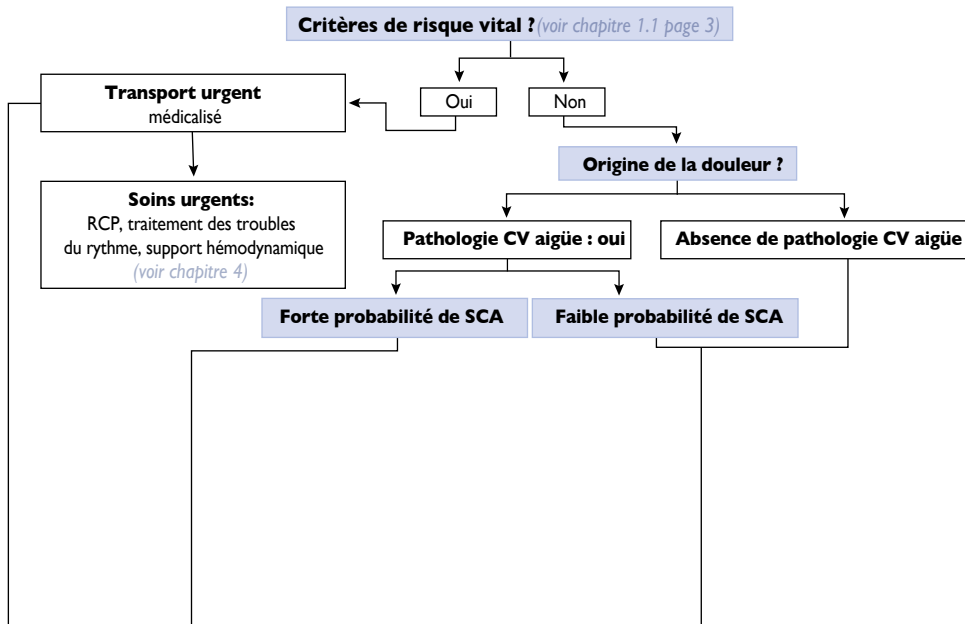 Critères de risque vital ? (voir chapitre 1.1 page 3)
Transport urgent
médicalisé
Oui
Non
Origine de la douleur ?
Soins urgents:
RCP, traitement des troubles
du rythme, support hémodynamique
(voir chapitre 4)
Pathologie CV aigüe : oui
Absence de pathologie CV aigüe
Forte probabilité de SCA
Faible probabilité de SCA